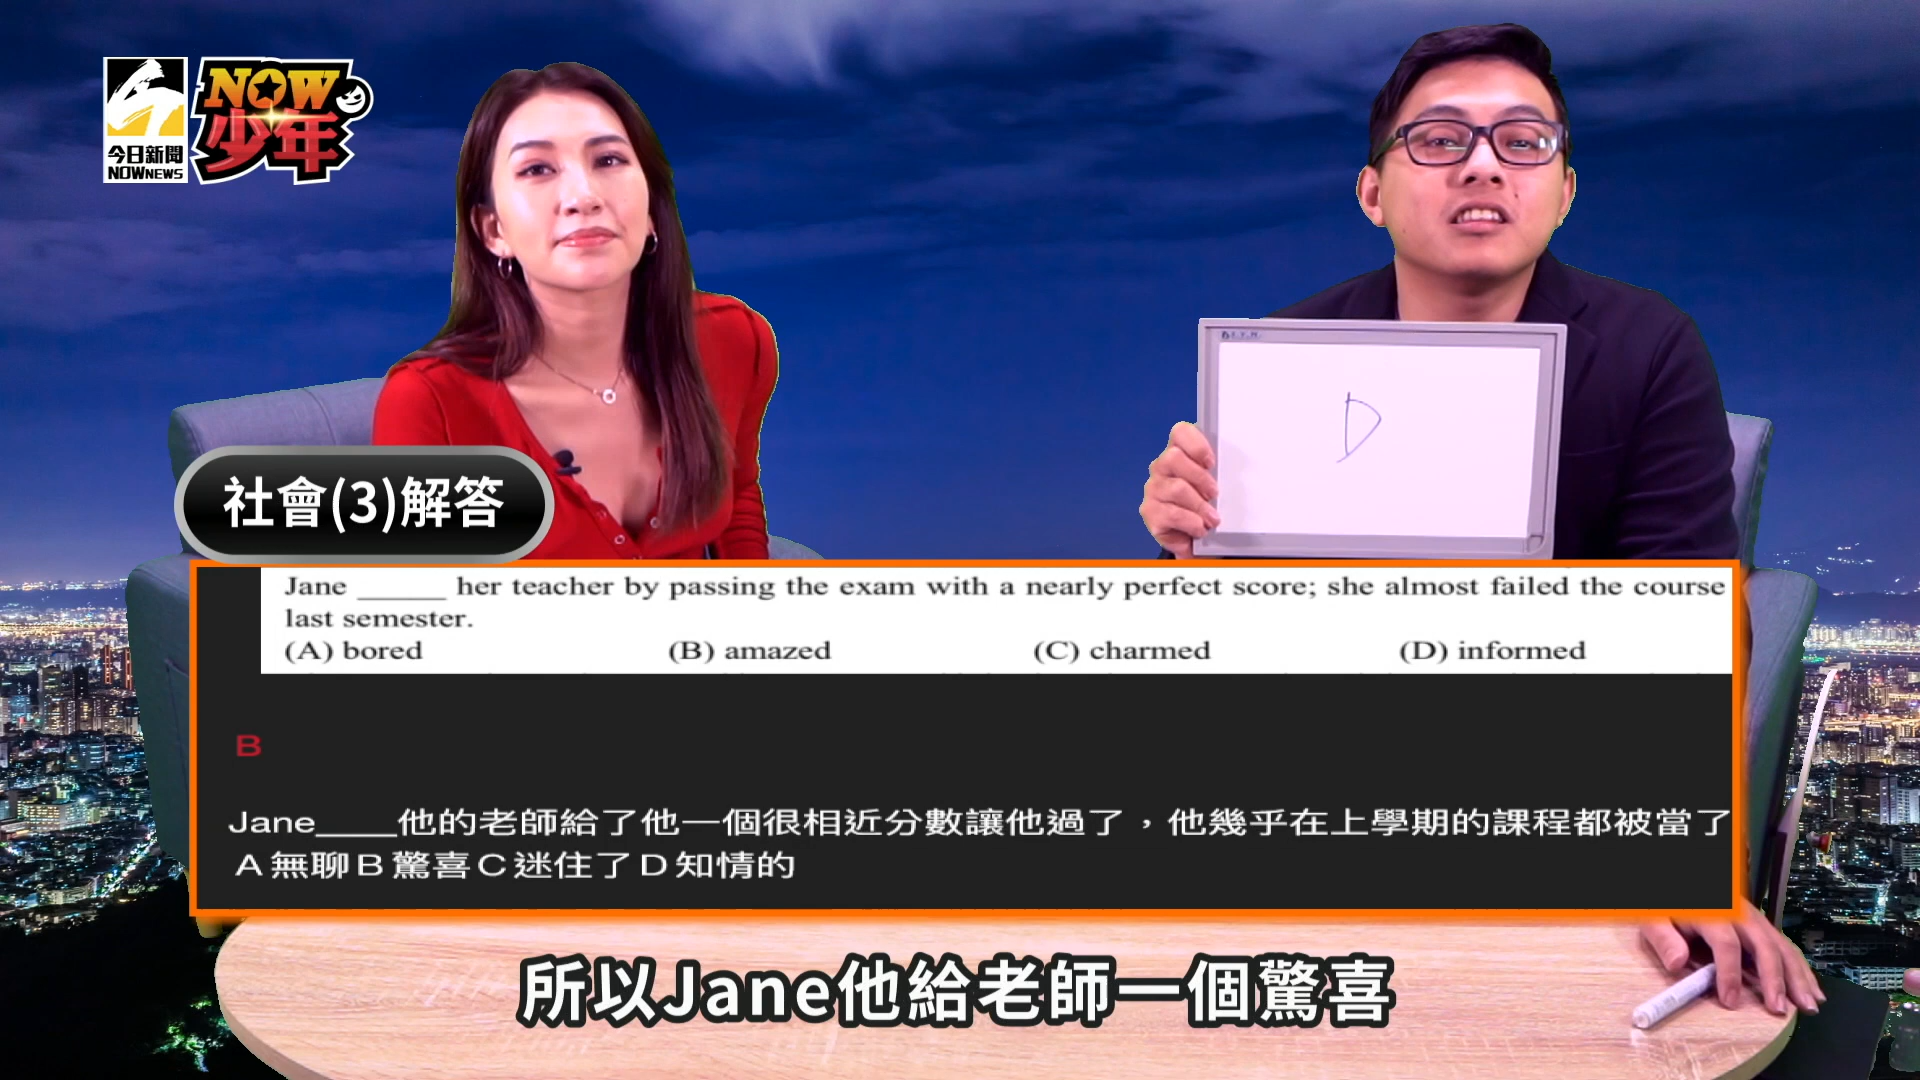 今日新聞
NOWNEWS
NOW
少年
D
社會(3)解答
Jane ______ her teacher by passing the exam with a nearly perfect score; she almost failed the course
last semester.
(A) bored (B) amazed (C) charmed (D) informed
B
Jane____他的老師給了他一個很相近分數讓他過了，他幾乎在上學期的課程都被當了
A無聊B驚喜C迷住了D知情的
所以Jane他給老師一個驚喜